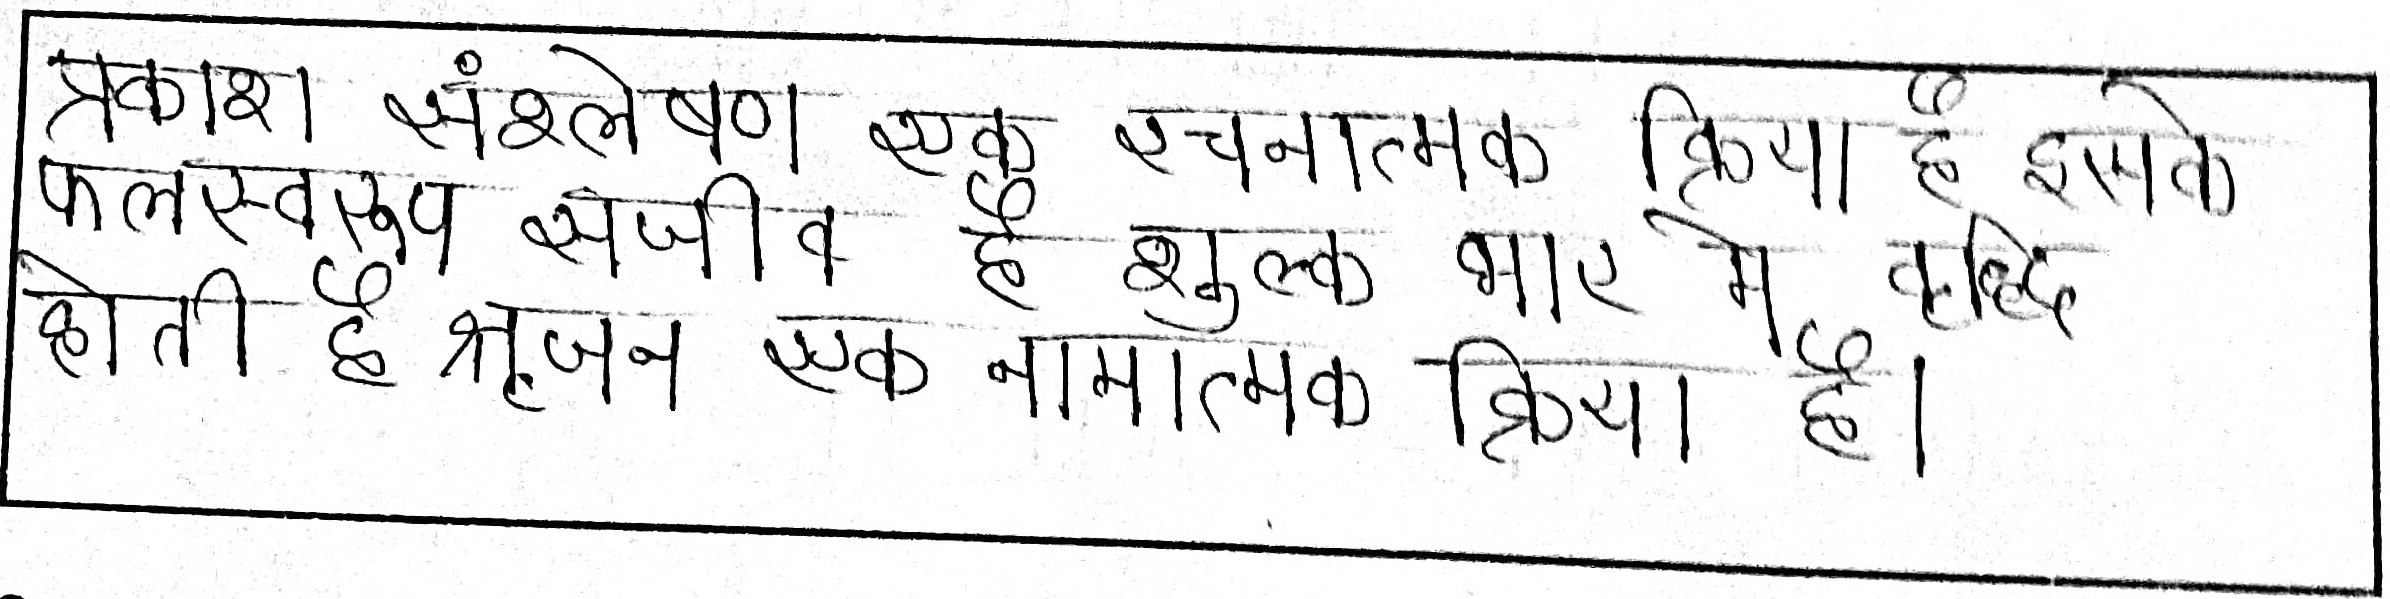 प्रकाश संश्लेषण एक रचनात्मक क्रिया है इसके
फलस्वरूप सजीव है शुल्क भार मे वृद्धि
होती है श्रृजन एक नामात्मक क्रिया है।